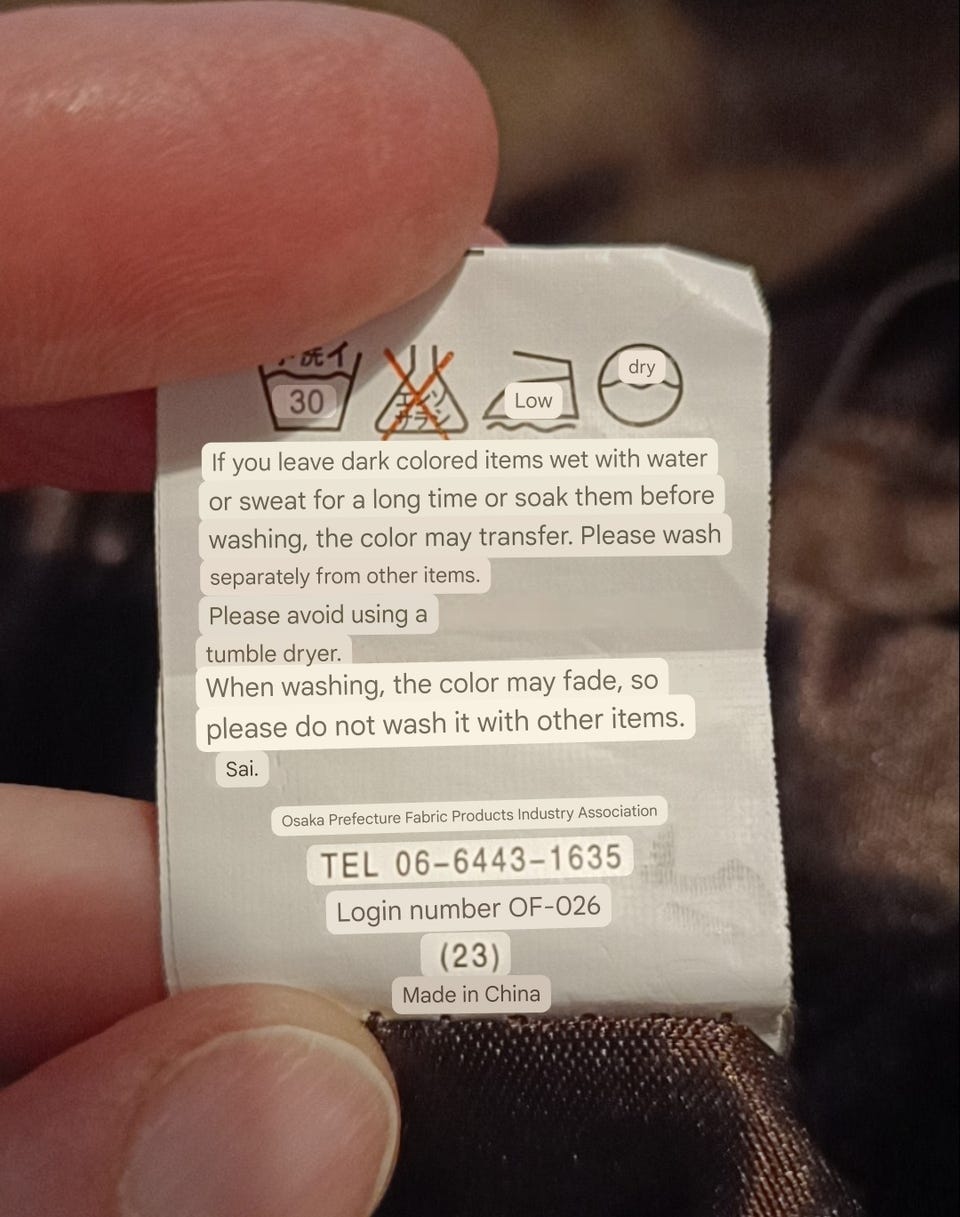 手洗イ
30
エンソ
サラシ
Low
dry
If you leave dark colored items wet with water
or sweat for a long time or soak them before
washing, the color may transfer. Please wash
separately from other items.
Please avoid using a
tumble dryer.
When washing, the color may fade, so
please do not wash it with other items.
Sai.
Osaka Prefecture Fabric Products Industry Association
TEL 06-6443-1635
Login number OF-026
(23)
Made in China